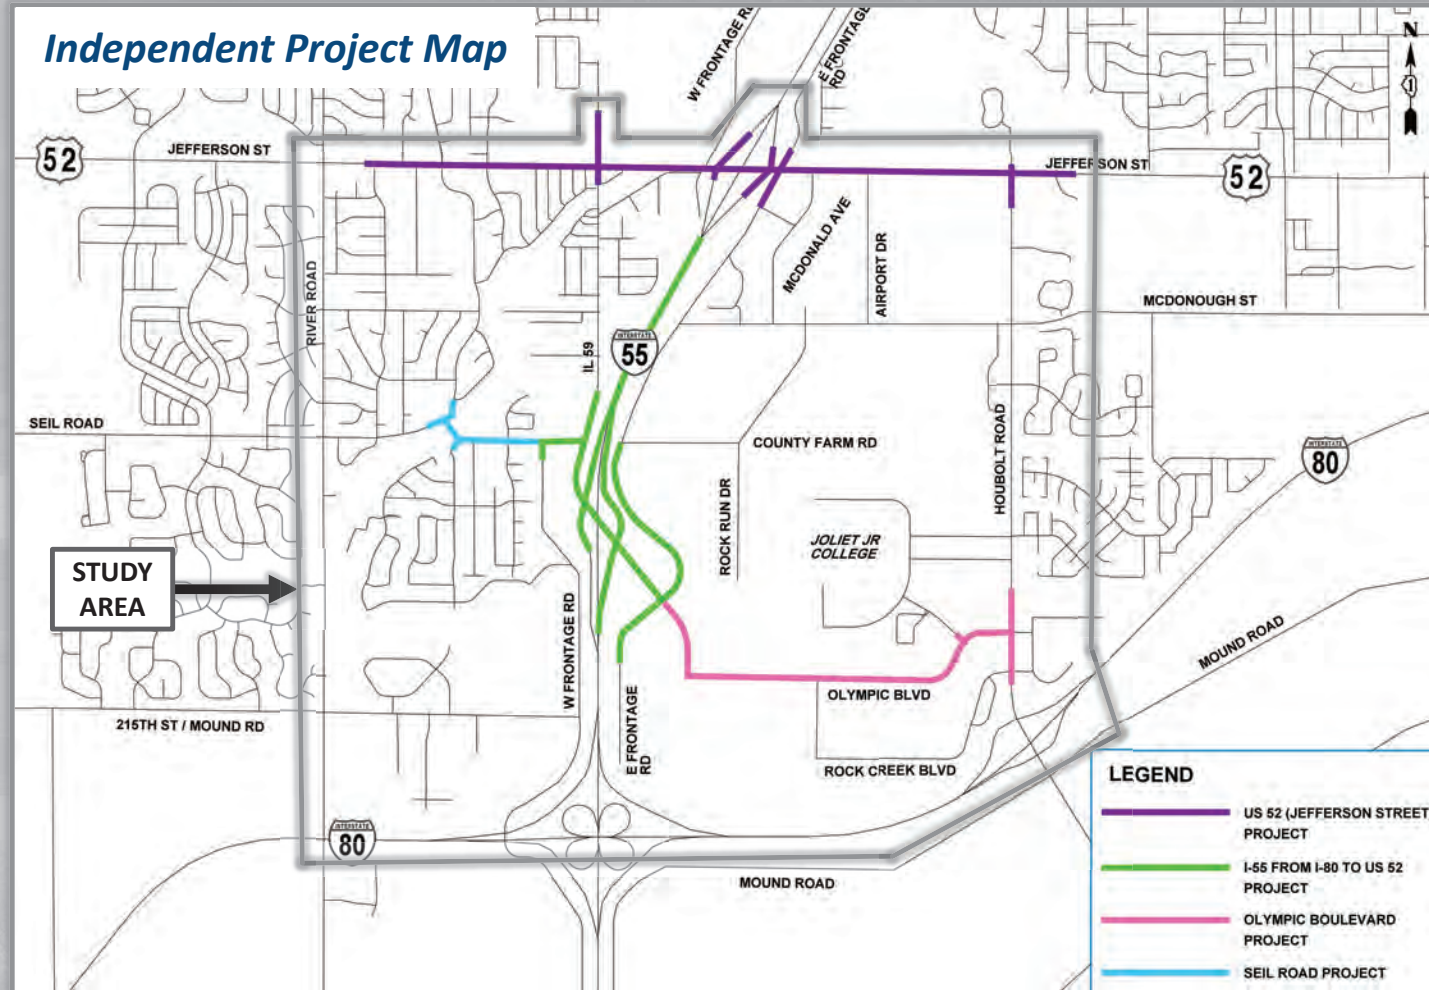 Independent Project Map
W FRONTAGE RD
E FRONTAGE
RD
N
52
JEFFERSON ST
JEFFERSON ST
52
RIVER ROAD
MCDONALD AVE
AIRPORT DR
MCDONOUGH ST
IL 59
INTERSTATE
55
SEIL ROAD
COUNTY FARM RD
HOUBOLT ROAD
INTERSTATE
80
ROCK RUN DR
JOLIET JR
COLLEGE
STUDY
AREA
W FRONTAGE RD
MOUND ROAD
OLYMPIC BLVD
215TH ST / MOUND RD
E FRONTAGE
RD
ROCK CREEK BLVD
INTERSTATE
80
MOUND ROAD
LEGEND
US 52 (JEFFERSON STREET
PROJECT
I-55 FROM I-80 TO US 52
PROJECT
OLYMPIC BOULEVARD
PROJECT
SEIL ROAD PROJECT